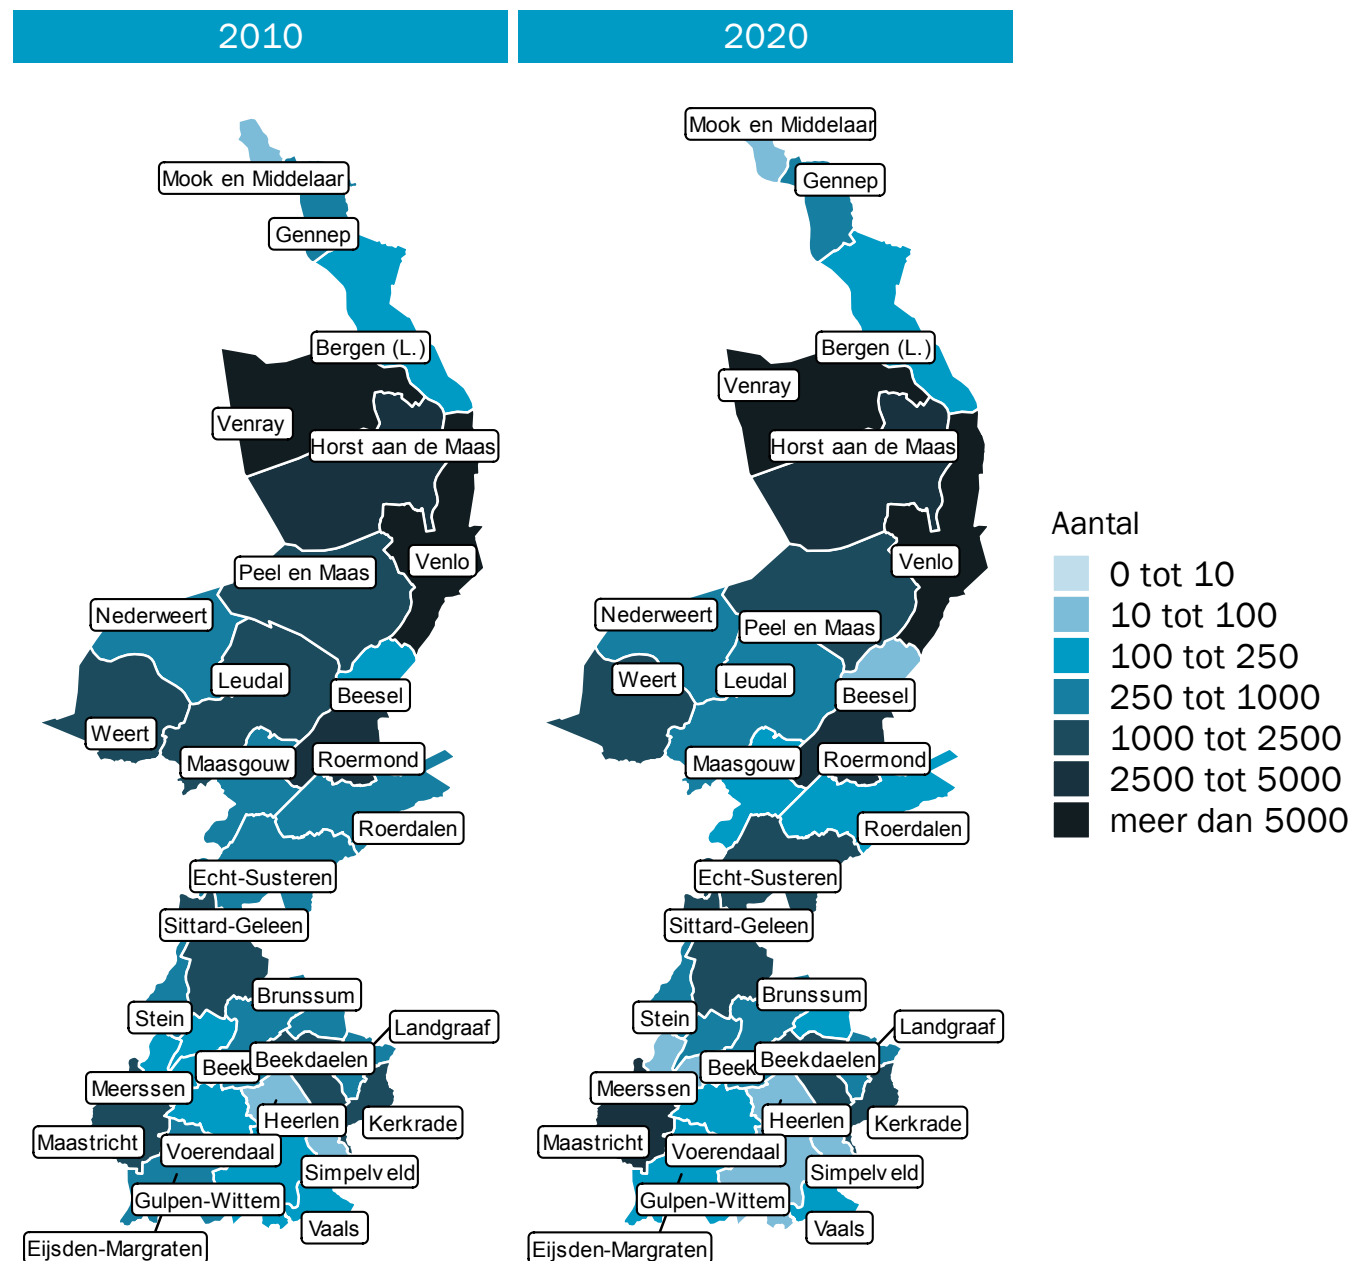 2010
2020
Mook en Middelaar
Gennep
Bergen (L.)
Venray
Horst aan de Maas
Venlo
Peel en Maas
Nederweert
Leudal
Beesel
Weert
Maasgouw
Roermond
Roerdalen
Echt-Susteren
Sittard-Geleen
Brunssum
Stein
Landgraaf
Beek
Beekdaelen
Meerssen
Heerlen
Kerkrade
Maastricht
Voerendaal
Simpelveld
Gulpen-Wittem
Vaals
Eijsden-Margraten
Mook en Middelaar
Gennep
Bergen (L.)
Venray
Horst aan de Maas
Venlo
Nederweert
Peel en Maas
Weert
Leudal
Beesel
Maasgouw
Roermond
Roerdalen
Echt-Susteren
Sittard-Geleen
Brunssum
Stein
Landgraaf
Beek
Beekdaelen
Meerssen
Heerlen
Kerkrade
Maastricht
Voerendaal
Simpelveld
Gulpen-Wittem
Vaals
Eijsden-Margraten
Aantal
0 tot 10
10 tot 100
100 tot 250
250 tot 1000
1000 tot 2500
2500 tot 5000
meer dan 5000